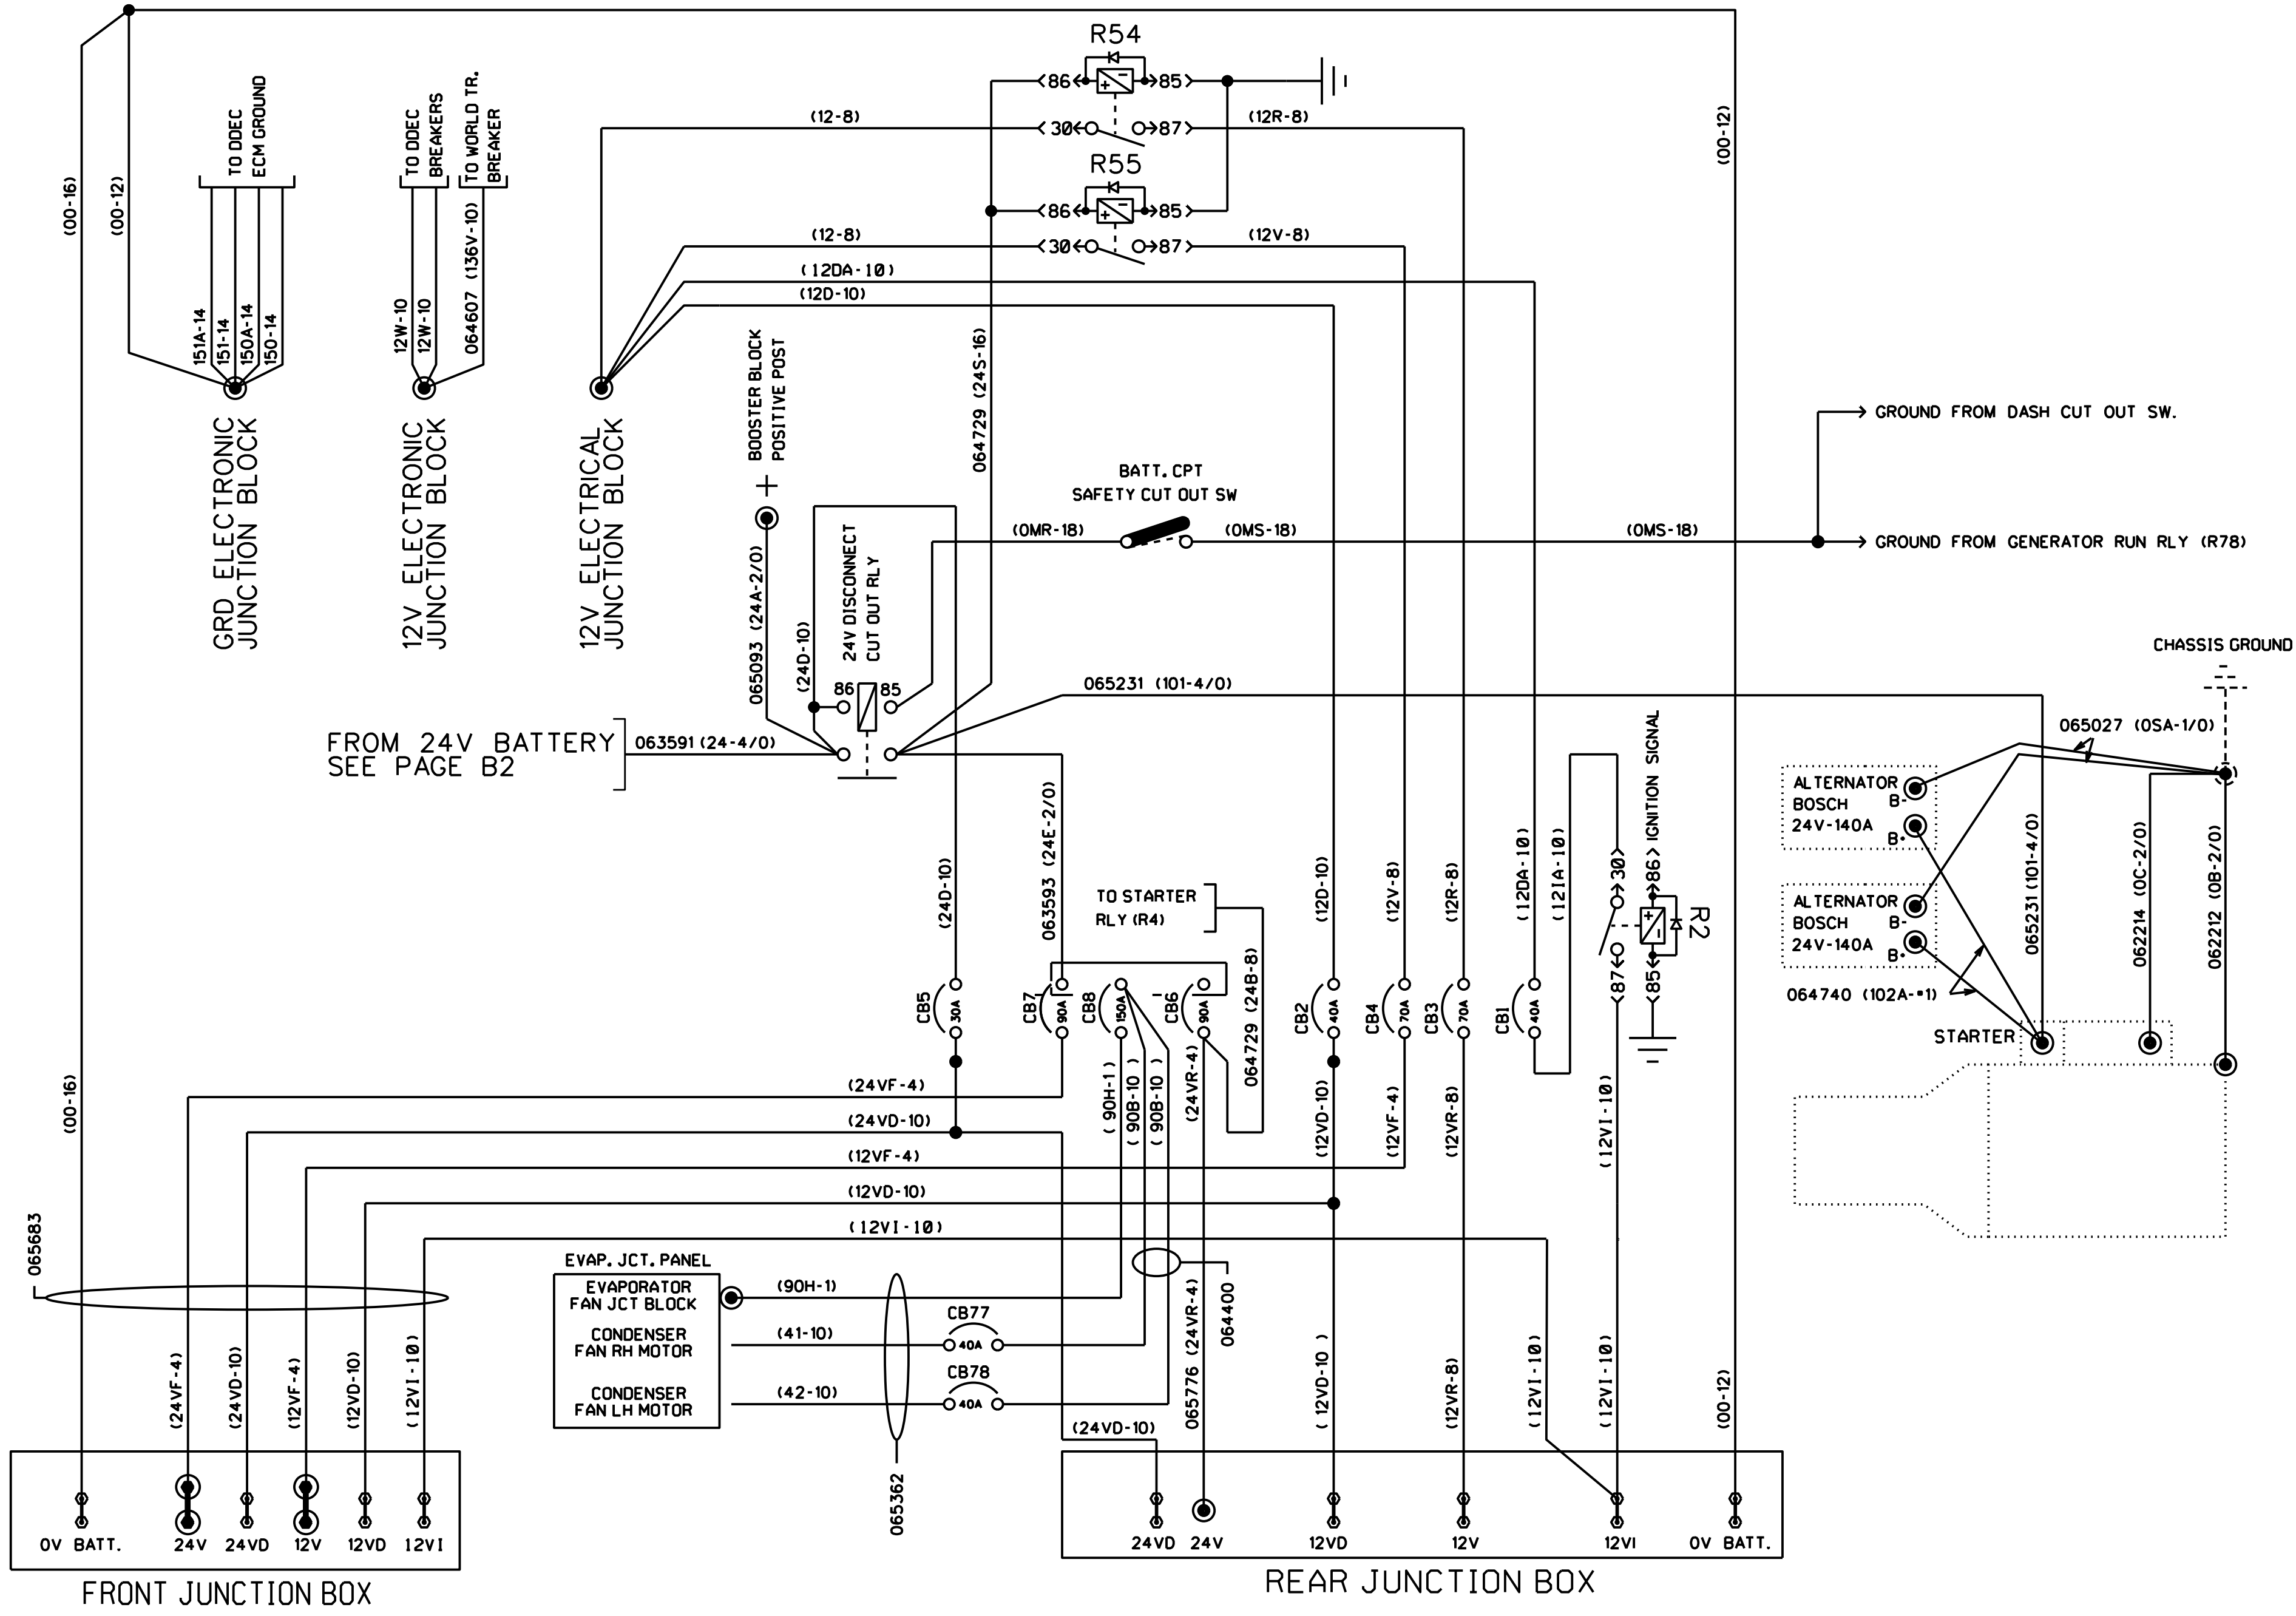 R54
86
85
(12-8)
30
87
(12R-8)
R55
86
85
(12-8)
30
87
(12V-8)
(12DA-10)
(12D-10)
(00-16)
(00-12)
(00-12)
TO DDEC
ECM GROUND
TO DDEC
BREAKERS
TO WORLD TR.
BREAKER
151A-14
151-14
150A-14
150-14
12W-10
12W-10
064607 (136V-10)
GRD ELECTRONIC
JUNCTION BLOCK
12V ELECTRONIC
JUNCTION BLOCK
12V ELECTRICAL
JUNCTION BLOCK
BOOSTER BLOCK
POSITIVE POST
+
064729 (24S-16)
BATT. CPT
SAFETY CUT OUT SW
(0MR-18)
(0MS-18)
(0MS-18)
GROUND FROM DASH CUT OUT SW.
GROUND FROM GENERATOR RUN RLY (R78)
065093 (24A-2/0)
(24D-10)
24V DISCONNECT
CUT OUT RLY
86
85
FROM 24V BATTERY
SEE PAGE B2
063591 (24-4/0)
065231 (101-4/0)
CHASSIS GROUND
065027 (0SA-1/0)
ALTERNATOR
BOSCH
24V-140A
B-
B+
ALTERNATOR
BOSCH
24V-140A
B-
B+
064740 (102A-*1)
STARTER
065231 (101-4/0)
062214 (0C-2/0)
062212 (0B-2/0)
(24D-10)
063593 (24E-2/0)
TO STARTER
RLY (R4)
064729 (24B-8)
(12D-10)
(12V-8)
(12R-8)
(12DA-10)
(12IA-10)
30
87
86
IGNITION SIGNAL
85
R2
CB5
30A
CB7
90A
CB8
150A
CB6
90A
CB2
40A
CB4
70A
CB3
70A
CB1
40A
(00-16)
(24VF-4)
(24VD-10)
(12VF-4)
(12VD-10)
(12VI-10)
(90H-1)
(90B-10)
(90B-10)
(24VR-4)
(12VD-10)
(12VF-4)
(12VR-8)
(12VI-10)
065683
EVAP. JCT. PANEL
EVAPORATOR
FAN JCT BLOCK
CONDENSER
FAN RH MOTOR
CONDENSER
FAN LH MOTOR
(90H-1)
(41-10)
(42-10)
CB77
40A
CB78
40A
065362
064400
(24VD-10)
065776 (24VR-4)
(12VD-10)
(12VR-8)
(12VI-10)
(12VI-10)
(00-12)
(24VF-4)
(24VD-10)
(12VF-4)
(12VD-10)
(12VI-10)
0V BATT.
24V
24VD
12V
12VD
12VI
FRONT JUNCTION BOX
24VD
24V
12VD
12V
12VI
0V BATT.
REAR JUNCTION BOX